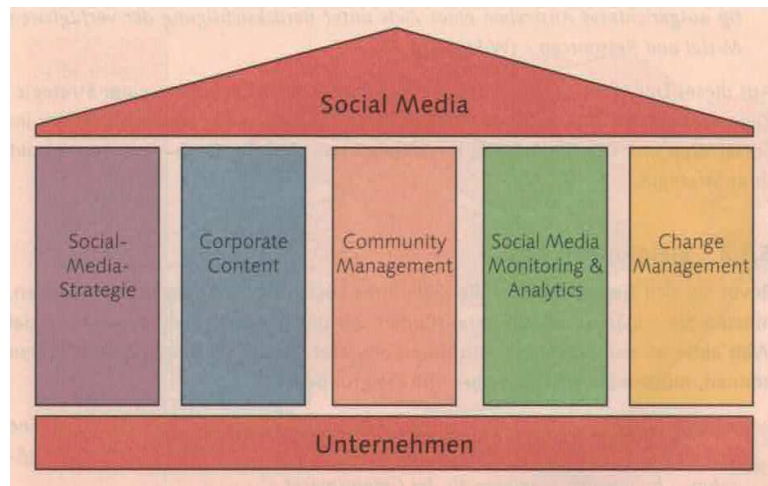 Social Media
Social-
Media-
Strategie
Corporate
Content
Community
Management
Social Media
Monitoring &
Analytics
Change
Management
Unternehmen